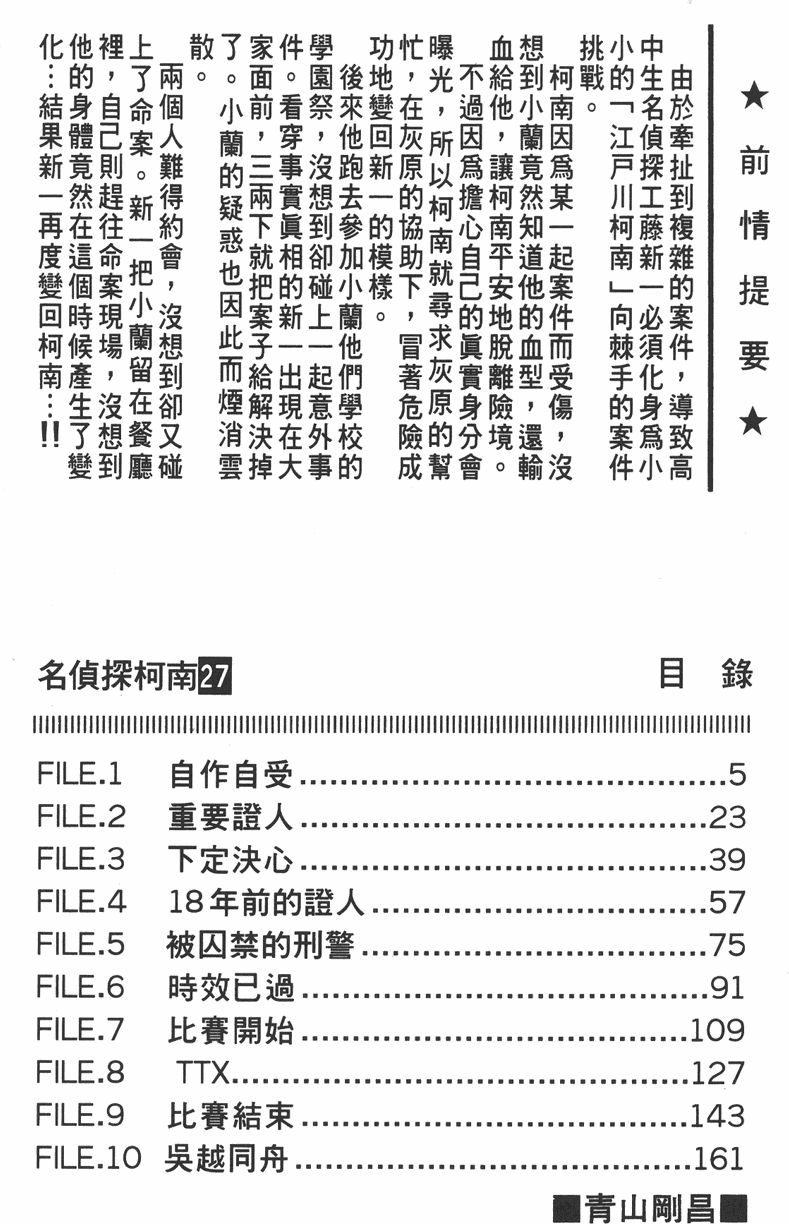 ★前情提要★
由於牽扯到複雜的案件，導致高
中生名偵探工藤新一必須化身爲小
小的「江戸川柯南」向棘手的案件
挑戰。
柯南因爲某一起案件而受傷，沒
想到小蘭竟然知道他的血型，還輸
血給他，讓柯南平安地脫離險境。
不過因爲擔心自己的眞實身分會
曝光，所以柯南就尋求灰原的幫
忙，在灰原的協助下，冒著危險成
功地變回新一的模樣。
後來他跑去參加小蘭他們學校的
學園祭，沒想到卻碰上一起意外事
件。看穿事實眞相的新一出現在大
家面前，三兩下就把案子給解決掉
了。小蘭的疑惑也因此而煙消雲
散。
兩個人難得約會，沒想到卻又碰
上了命案。新一把小蘭留在餐廳
裡，自己則趕往命案現場，沒想到
他的身體竟然在這個時候產生了變
化…結果新一再度變回柯南…!!
名偵探柯南27 目 錄
FILE.1 自作自受...........................................5
FILE.2 重要證人.........................................23
FILE.3 下定決心.........................................39
FILE.4 18年前的證人..................................57
FILE.5 被囚禁的刑警...................................75
FILE.6 時效已過.........................................91
FILE.7 比賽開始.......................................109
FILE.8 TTX..............................................127
FILE.9 比賽結束.......................................143
FILE.10 吳越同舟........................................161
■青山剛昌■